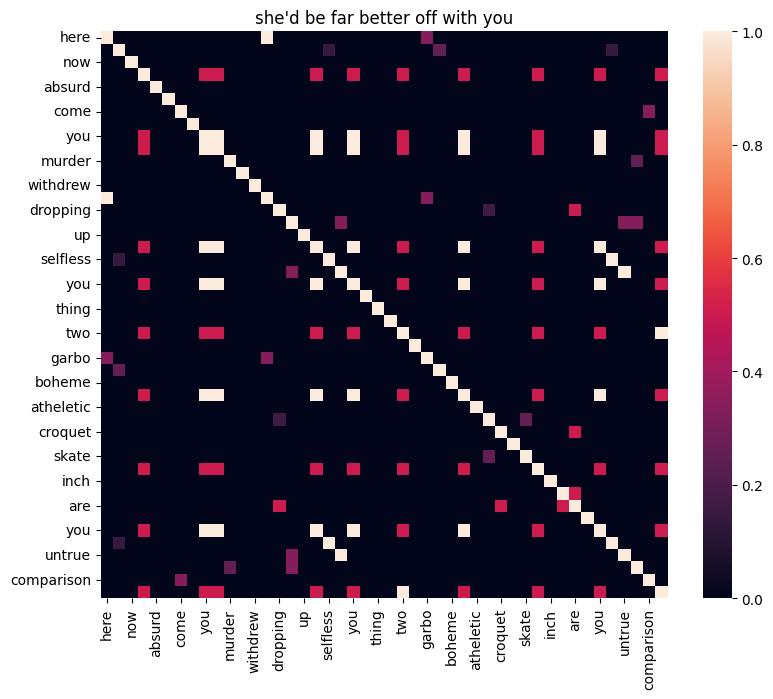 she'd be far better off with you
here
now
absurd
come
you
murder
withdrew
dropping
up
selfless
you
thing
two
garbo
boheme
atheletic
croquet
skate
inch
are
you
untrue
comparison
1.0
0.8
0.6
0.4
0.2
0.0
here
now
absurd
come
you
murder
withdrew
dropping
up
selfless
you
thing
two
garbo
boheme
atheletic
croquet
skate
inch
are
you
untrue
comparison